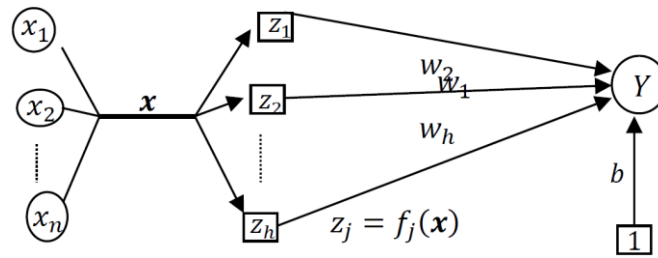 x₁
x₂
xₙ
𝒙
z₁
z₂
zₕ
w₂
w₁
wₕ
zⱼ = fⱼ(𝒙)
Y
b
1